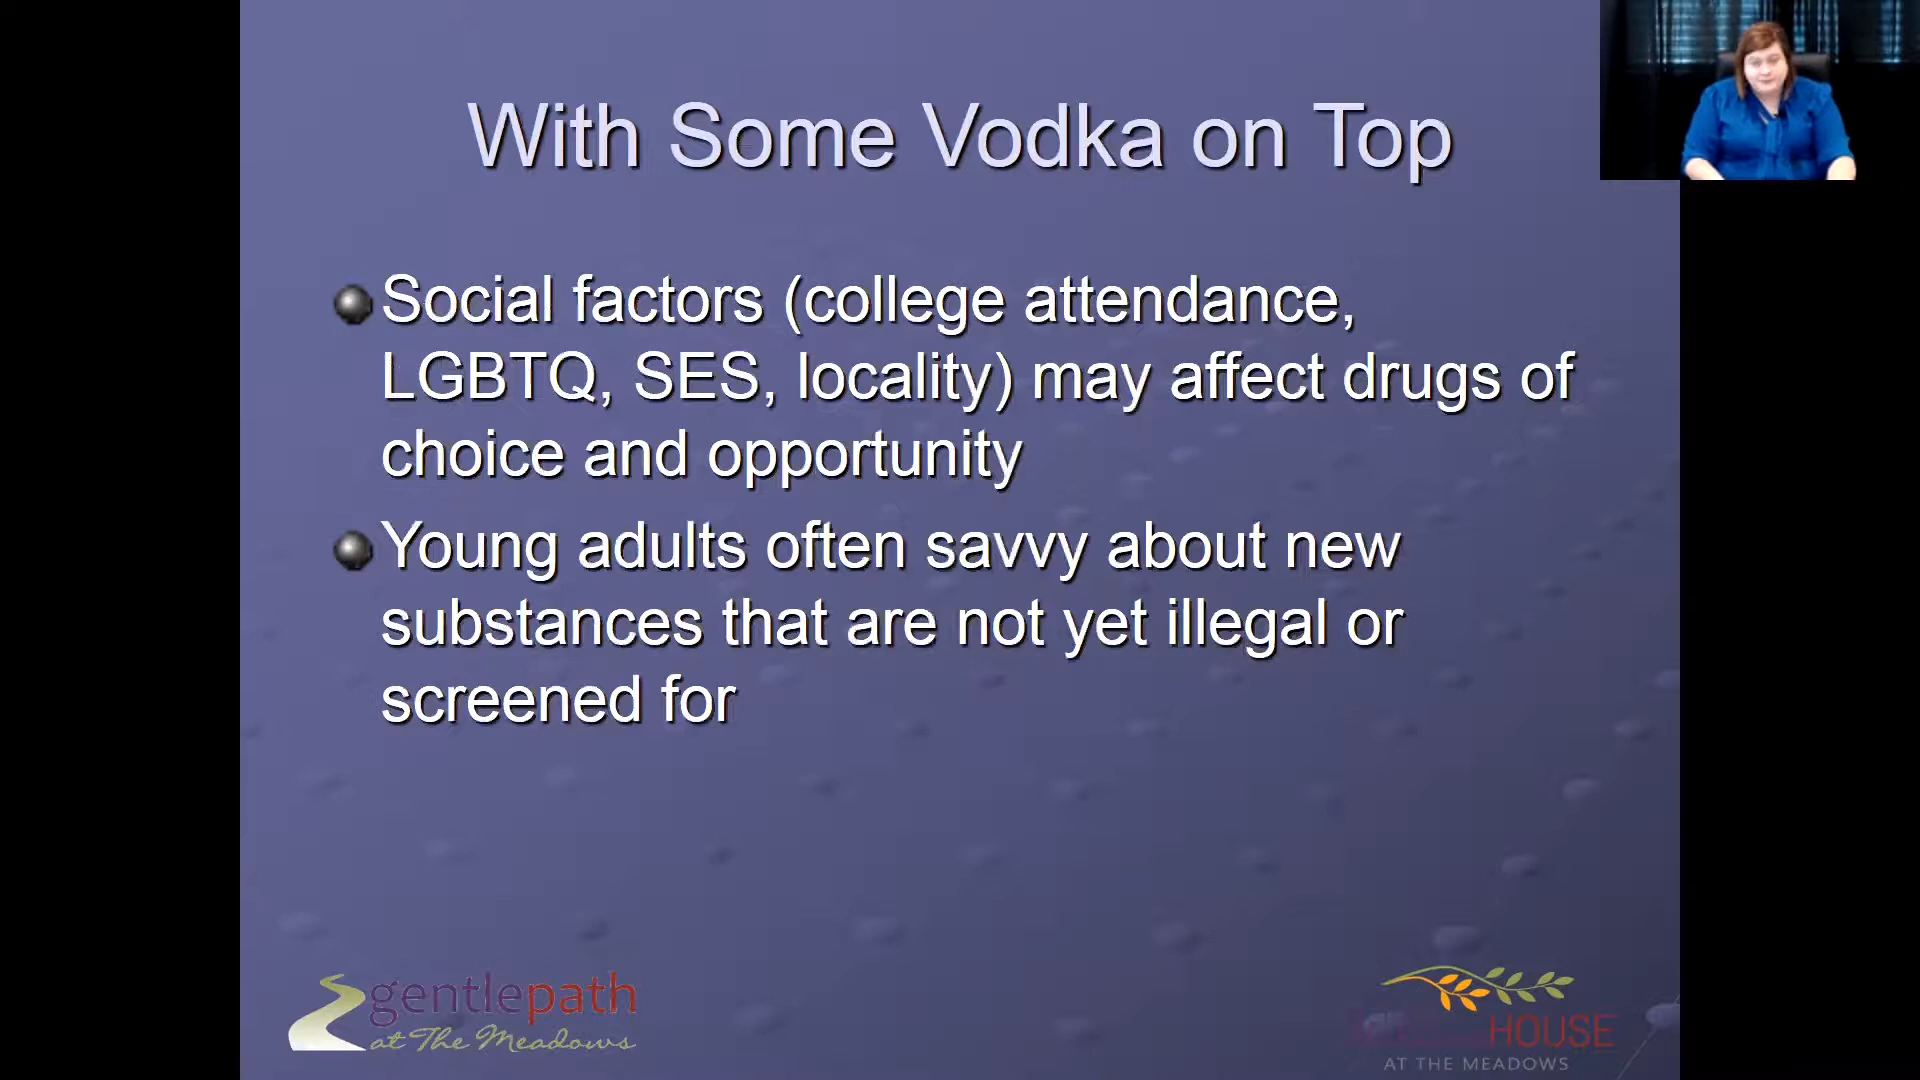 With Some Vodka on Top
Social factors (college attendance,
LGBTQ, SES, locality) may affect drugs of
choice and opportunity
Young adults often savvy about new
substances that are not yet illegal or
screened for
gentlepath
at The Meadows
HOUSE
AT THE MEADOWS